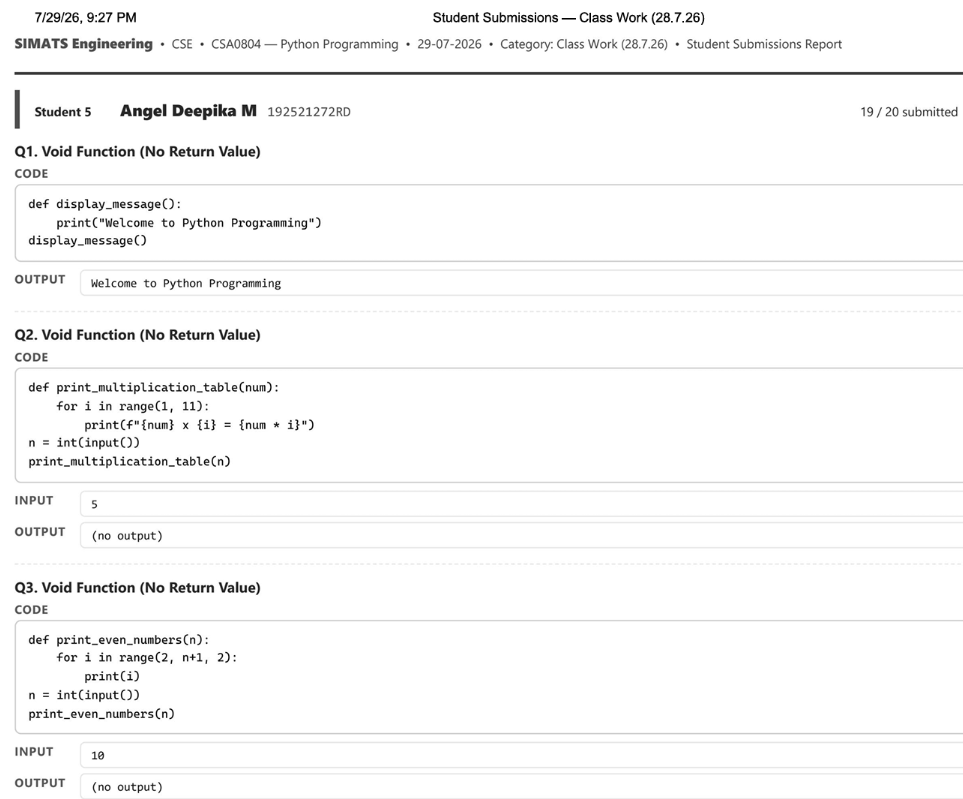 7/29/26, 9:27 PM Student Submissions — Class Work (28.7.26)
SIMATS Engineering • CSE • CSA0804 — Python Programming • 29-07-2026 • Category: Class Work (28.7.26) • Student Submissions Report
Student 5 Angel Deepika M 192521272RD 19 / 20 submitted
Q1. Void Function (No Return Value)
CODE
def display_message():
    print("Welcome to Python Programming")
display_message()
OUTPUT Welcome to Python Programming
Q2. Void Function (No Return Value)
CODE
def print_multiplication_table(num):
    for i in range(1, 11):
        print(f"{num} x {i} = {num * i}")
n = int(input())
print_multiplication_table(n)
INPUT 5
OUTPUT (no output)
Q3. Void Function (No Return Value)
CODE
def print_even_numbers(n):
    for i in range(2, n+1, 2):
        print(i)
n = int(input())
print_even_numbers(n)
INPUT 10
OUTPUT (no output)